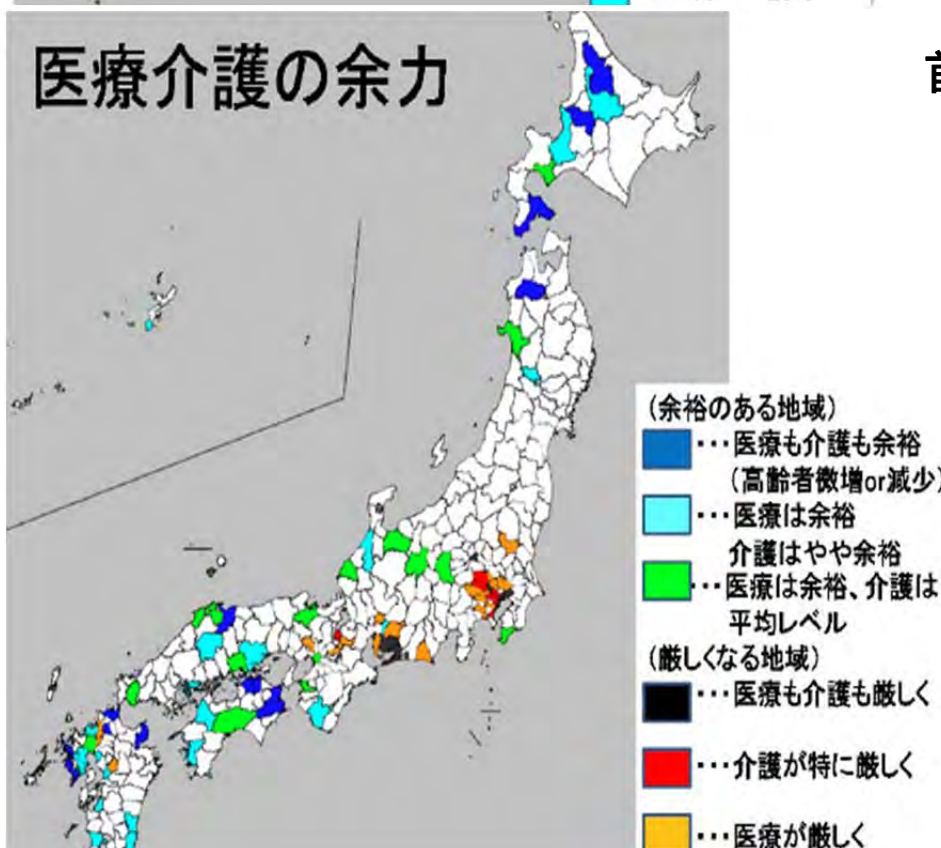 医療介護の余力
(余裕のある地域)
・・・医療も介護も余裕
(高齢者微増or減少)
・・・医療は余裕
介護はやや余裕
・・・医療は余裕、介護は
平均レベル
(厳しくなる地域)
・・・医療も介護も厳しく
・・・介護が特に厳しく
・・・医療が厳しく